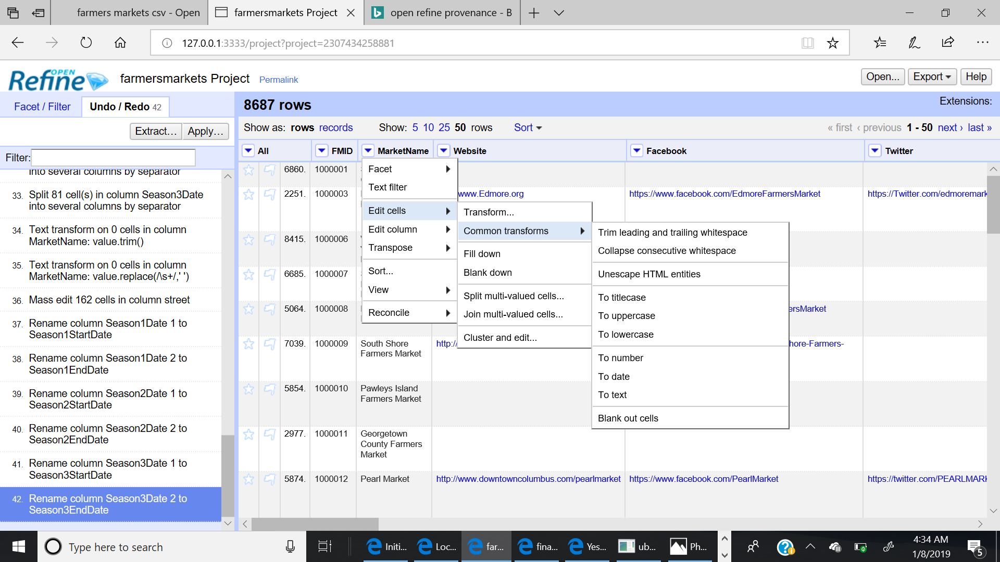 farmers markets csv - Open
farmersmarkets Project
open refine provenance - B
127.0.0.1:3333/project?project=2307434258881
OPEN
Refine
farmersmarkets Project
Permalink
Open...
Export
Help
Facet / Filter
Undo / Redo 42
8687 rows
Extensions:
Extract...
Apply...
Show as: rows records
Show: 5 10 25 50 rows
Sort
« first ‹ previous 1 - 50 next › last »
Filter:
into several columns by separator
33. Split 81 cell(s) in column Season3Date
into several columns by separator
34. Text transform on 0 cells in column
MarketName: value.trim()
35. Text transform on 0 cells in column
MarketName: value.replace(/\s+/,' ')
36. Mass edit 162 cells in column street
37. Rename column Season1Date 1 to
Season1StartDate
38. Rename column Season1Date 2 to
Season1EndDate
39. Rename column Season2Date 1 to
Season2StartDate
40. Rename column Season2Date 2 to
Season2EndDate
41. Rename column Season3Date 1 to
Season3StartDate
42. Rename column Season3Date 2 to
Season3EndDate
All
FMID
MarketName
Website
Facebook
Twitter
6860. 1000001
2251. 1000003
www.Edmore.org
https://www.facebook.com/EdmoreFarmersMarket
https://Twitter.com/edmoremark
8415. 1000006
6685. 1000007
5064. 1000008
ersMarket
7039. 1000009
South Shore
Farmers Market
http:/
hore-Farmers-
5854. 1000010
Pawleys Island
Farmers Market
2977. 1000011
Georgetown
County Farmers
Market
5874. 1000012
Pearl Market
http://www.downtowncolumbus.com/pearlmarket
https://www.facebook.com/PearlMarket
https://twitter.com/PEARLMARK
Facet
Text filter
Edit cells
Edit column
Transpose
Sort...
View
Reconcile
Transform...
Common transforms
Fill down
Blank down
Split multi-valued cells...
Join multi-valued cells...
Cluster and edit...
Trim leading and trailing whitespace
Collapse consecutive whitespace
Unescape HTML entities
To titlecase
To uppercase
To lowercase
To number
To date
To text
Blank out cells
Type here to search
Initi...
Loc...
far...
fina...
Yes...
ub...
Ph...
4:34 AM
1/8/2019
5